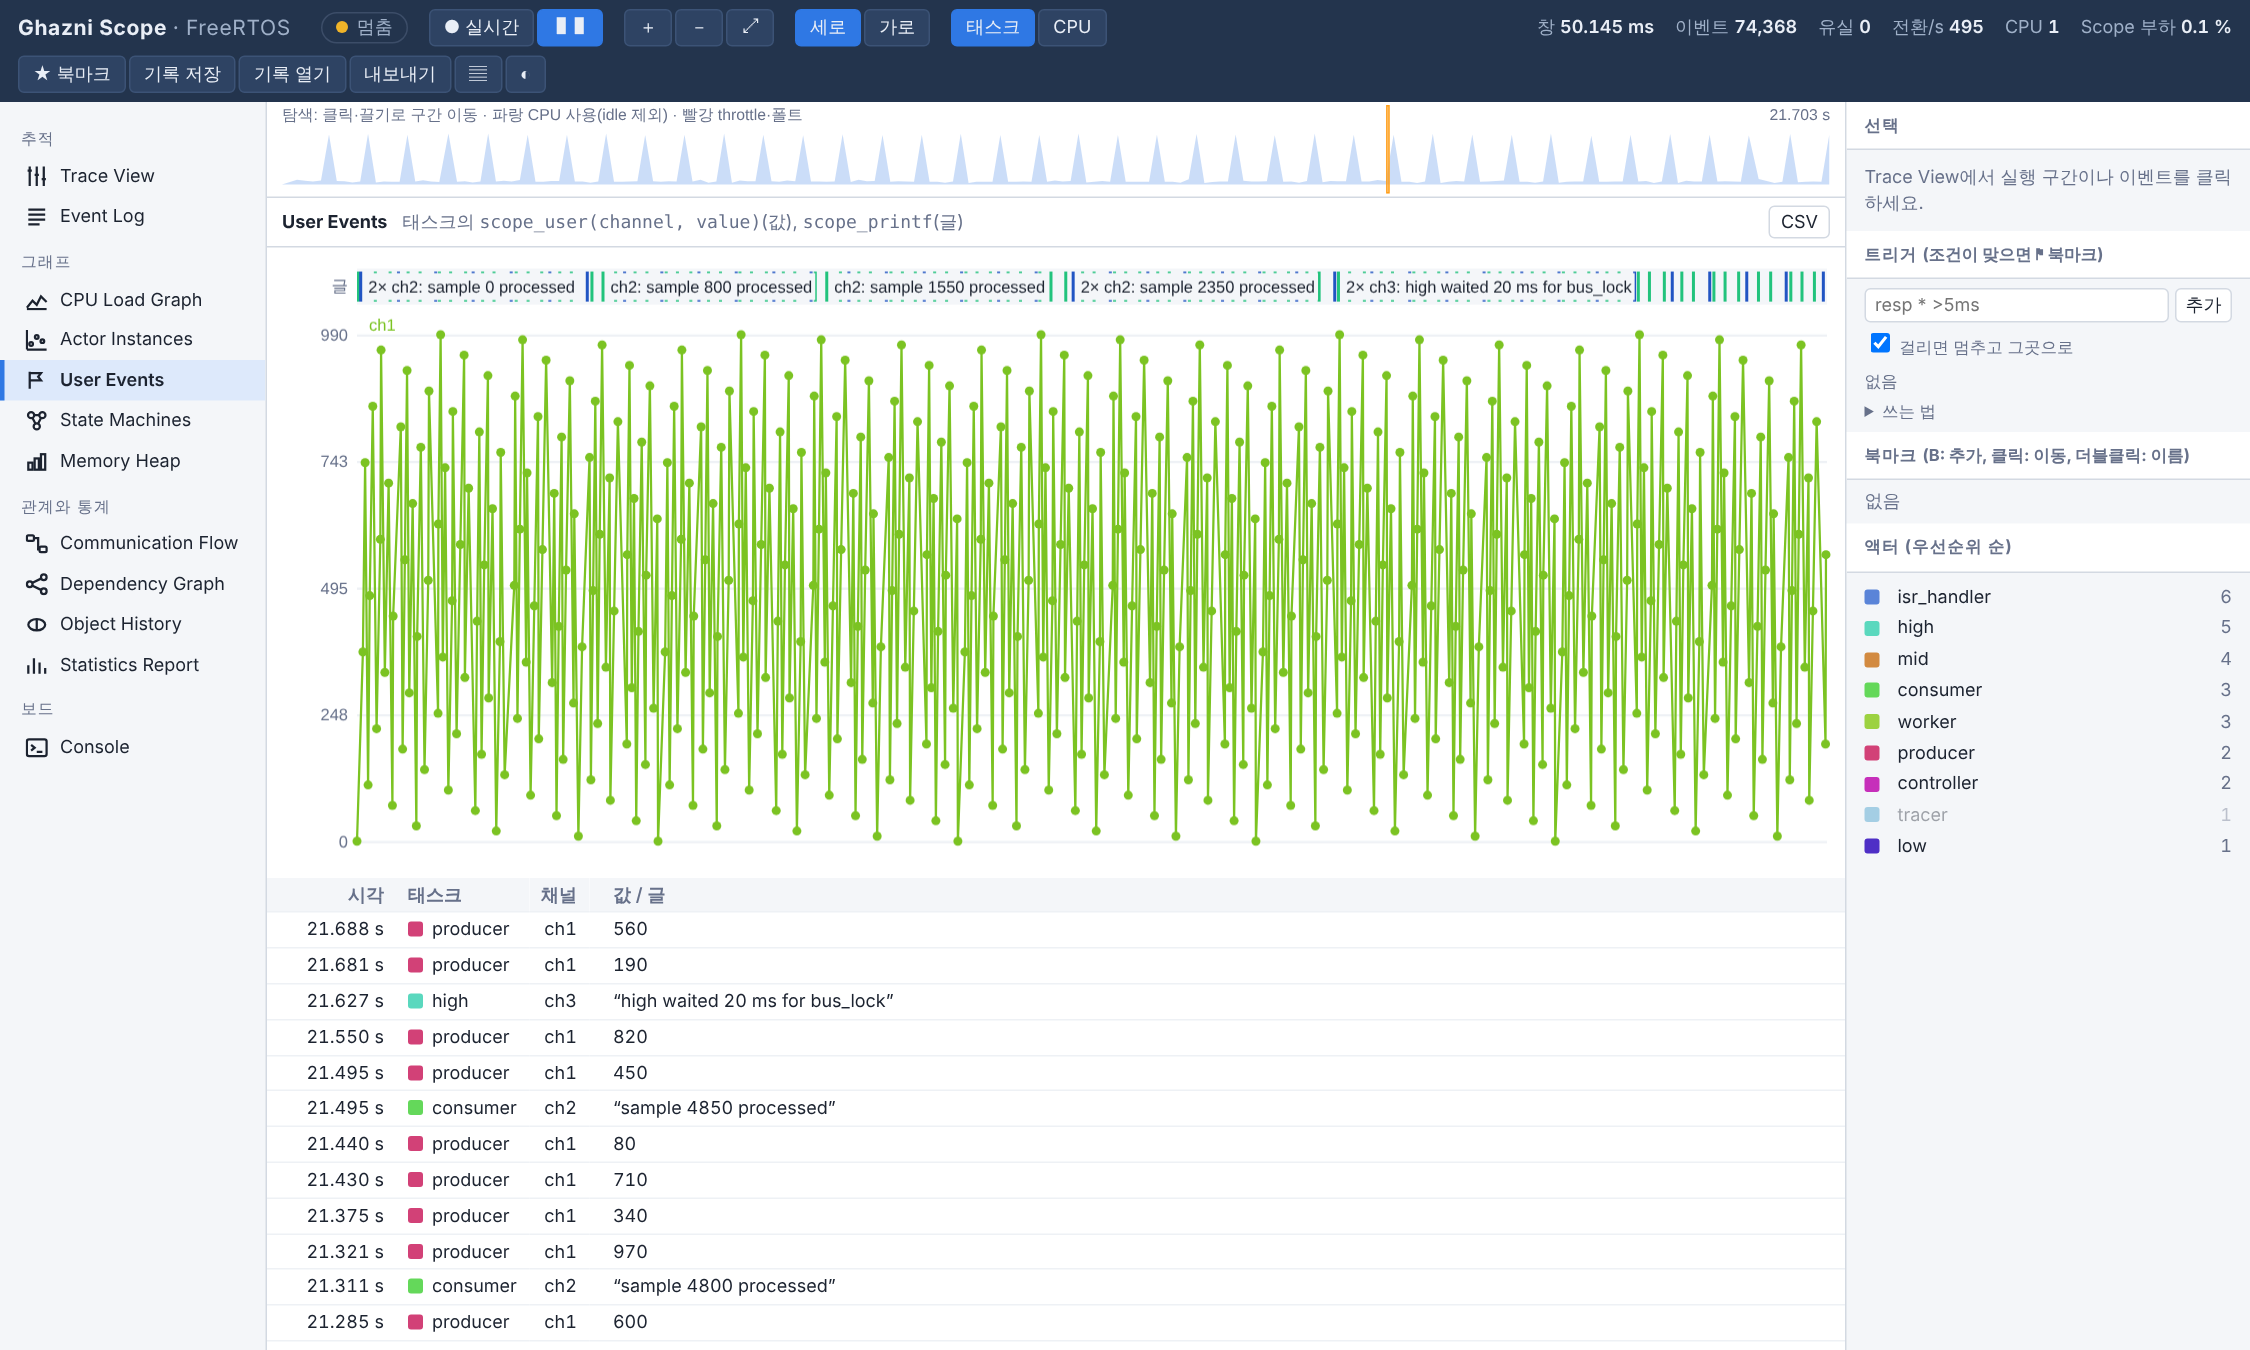 Ghazni Scope · FreeRTOS 멈춤 실시간 + − 세로 가로 태스크 CPU 창 50.145 ms 이벤트 74,368 유실 0 전환/s 495 CPU 1 Scope 부하 0.1 %
★ 북마크 기록 저장 기록 열기 내보내기
추적
Trace View
Event Log
그래프
CPU Load Graph
Actor Instances
User Events
State Machines
Memory Heap
관계와 통계
Communication Flow
Dependency Graph
Object History
Statistics Report
보드
Console
탐색: 클릭·끌기로 구간 이동 · 파랑 CPU 사용(idle 제외) · 빨강 throttle·폴트 21.703 s
User Events 태스크의 scope_user(channel, value)(값), scope_printf(글) CSV
글 2× ch2: sample 0 processed ch2: sample 800 processed ch2: sample 1550 processed 2× ch2: sample 2350 processed 2× ch3: high waited 20 ms for bus_lock
ch1
990
743
495
248
0
시각 태스크 채널 값 / 글
21.688 s producer ch1 560
21.681 s producer ch1 190
21.627 s high ch3 “high waited 20 ms for bus_lock”
21.550 s producer ch1 820
21.495 s producer ch1 450
21.495 s consumer ch2 “sample 4850 processed”
21.440 s producer ch1 80
21.430 s producer ch1 710
21.375 s producer ch1 340
21.321 s producer ch1 970
21.311 s consumer ch2 “sample 4800 processed”
21.285 s producer ch1 600
선택
Trace View에서 실행 구간이나 이벤트를 클릭
하세요.
트리거 (조건이 맞으면 ⚑ 북마크)
resp * >5ms 추가
걸리면 멈추고 그곳으로
없음
▶ 쓰는 법
북마크 (B: 추가, 클릭: 이동, 더블클릭: 이름)
없음
액터 (우선순위 순)
isr_handler 6
high 5
mid 4
consumer 3
worker 3
producer 2
controller 2
tracer 1
low 1